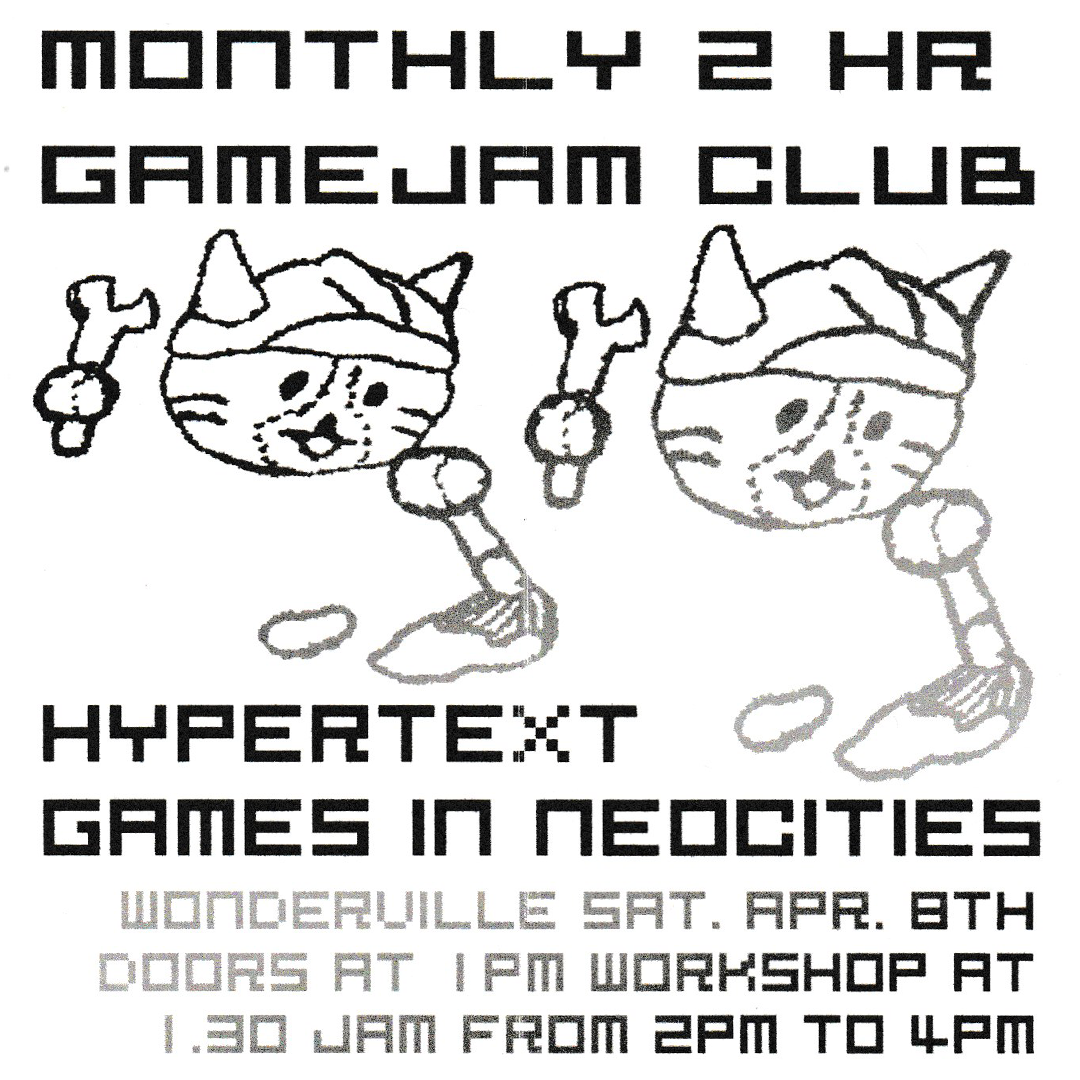 MONTHLY 2 HR
GAMEJAM CLUB
HYPERTEXT
GAMES IN NEOCITIES
WONDERVILLE SAT. APR. 8TH
DOORS AT 1PM WORKSHOP AT
1.30 JAM FROM 2PM TO 4PM